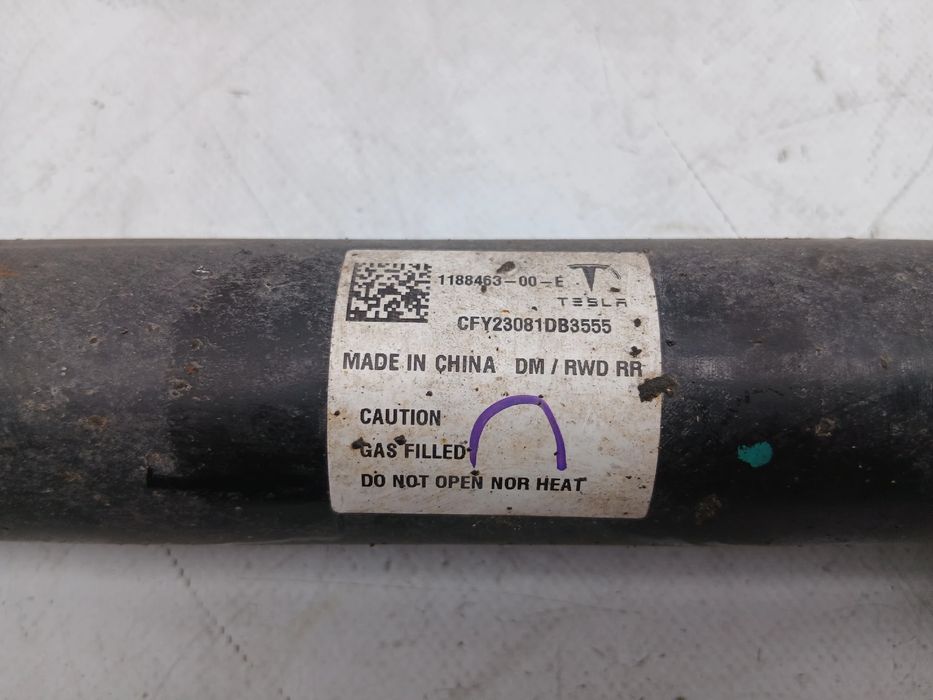 1188463-00-E
TESLA
CFY23081DB3555
MADE IN CHINA DM / RWD RR
CAUTION
GAS FILLED
DO NOT OPEN NOR HEAT